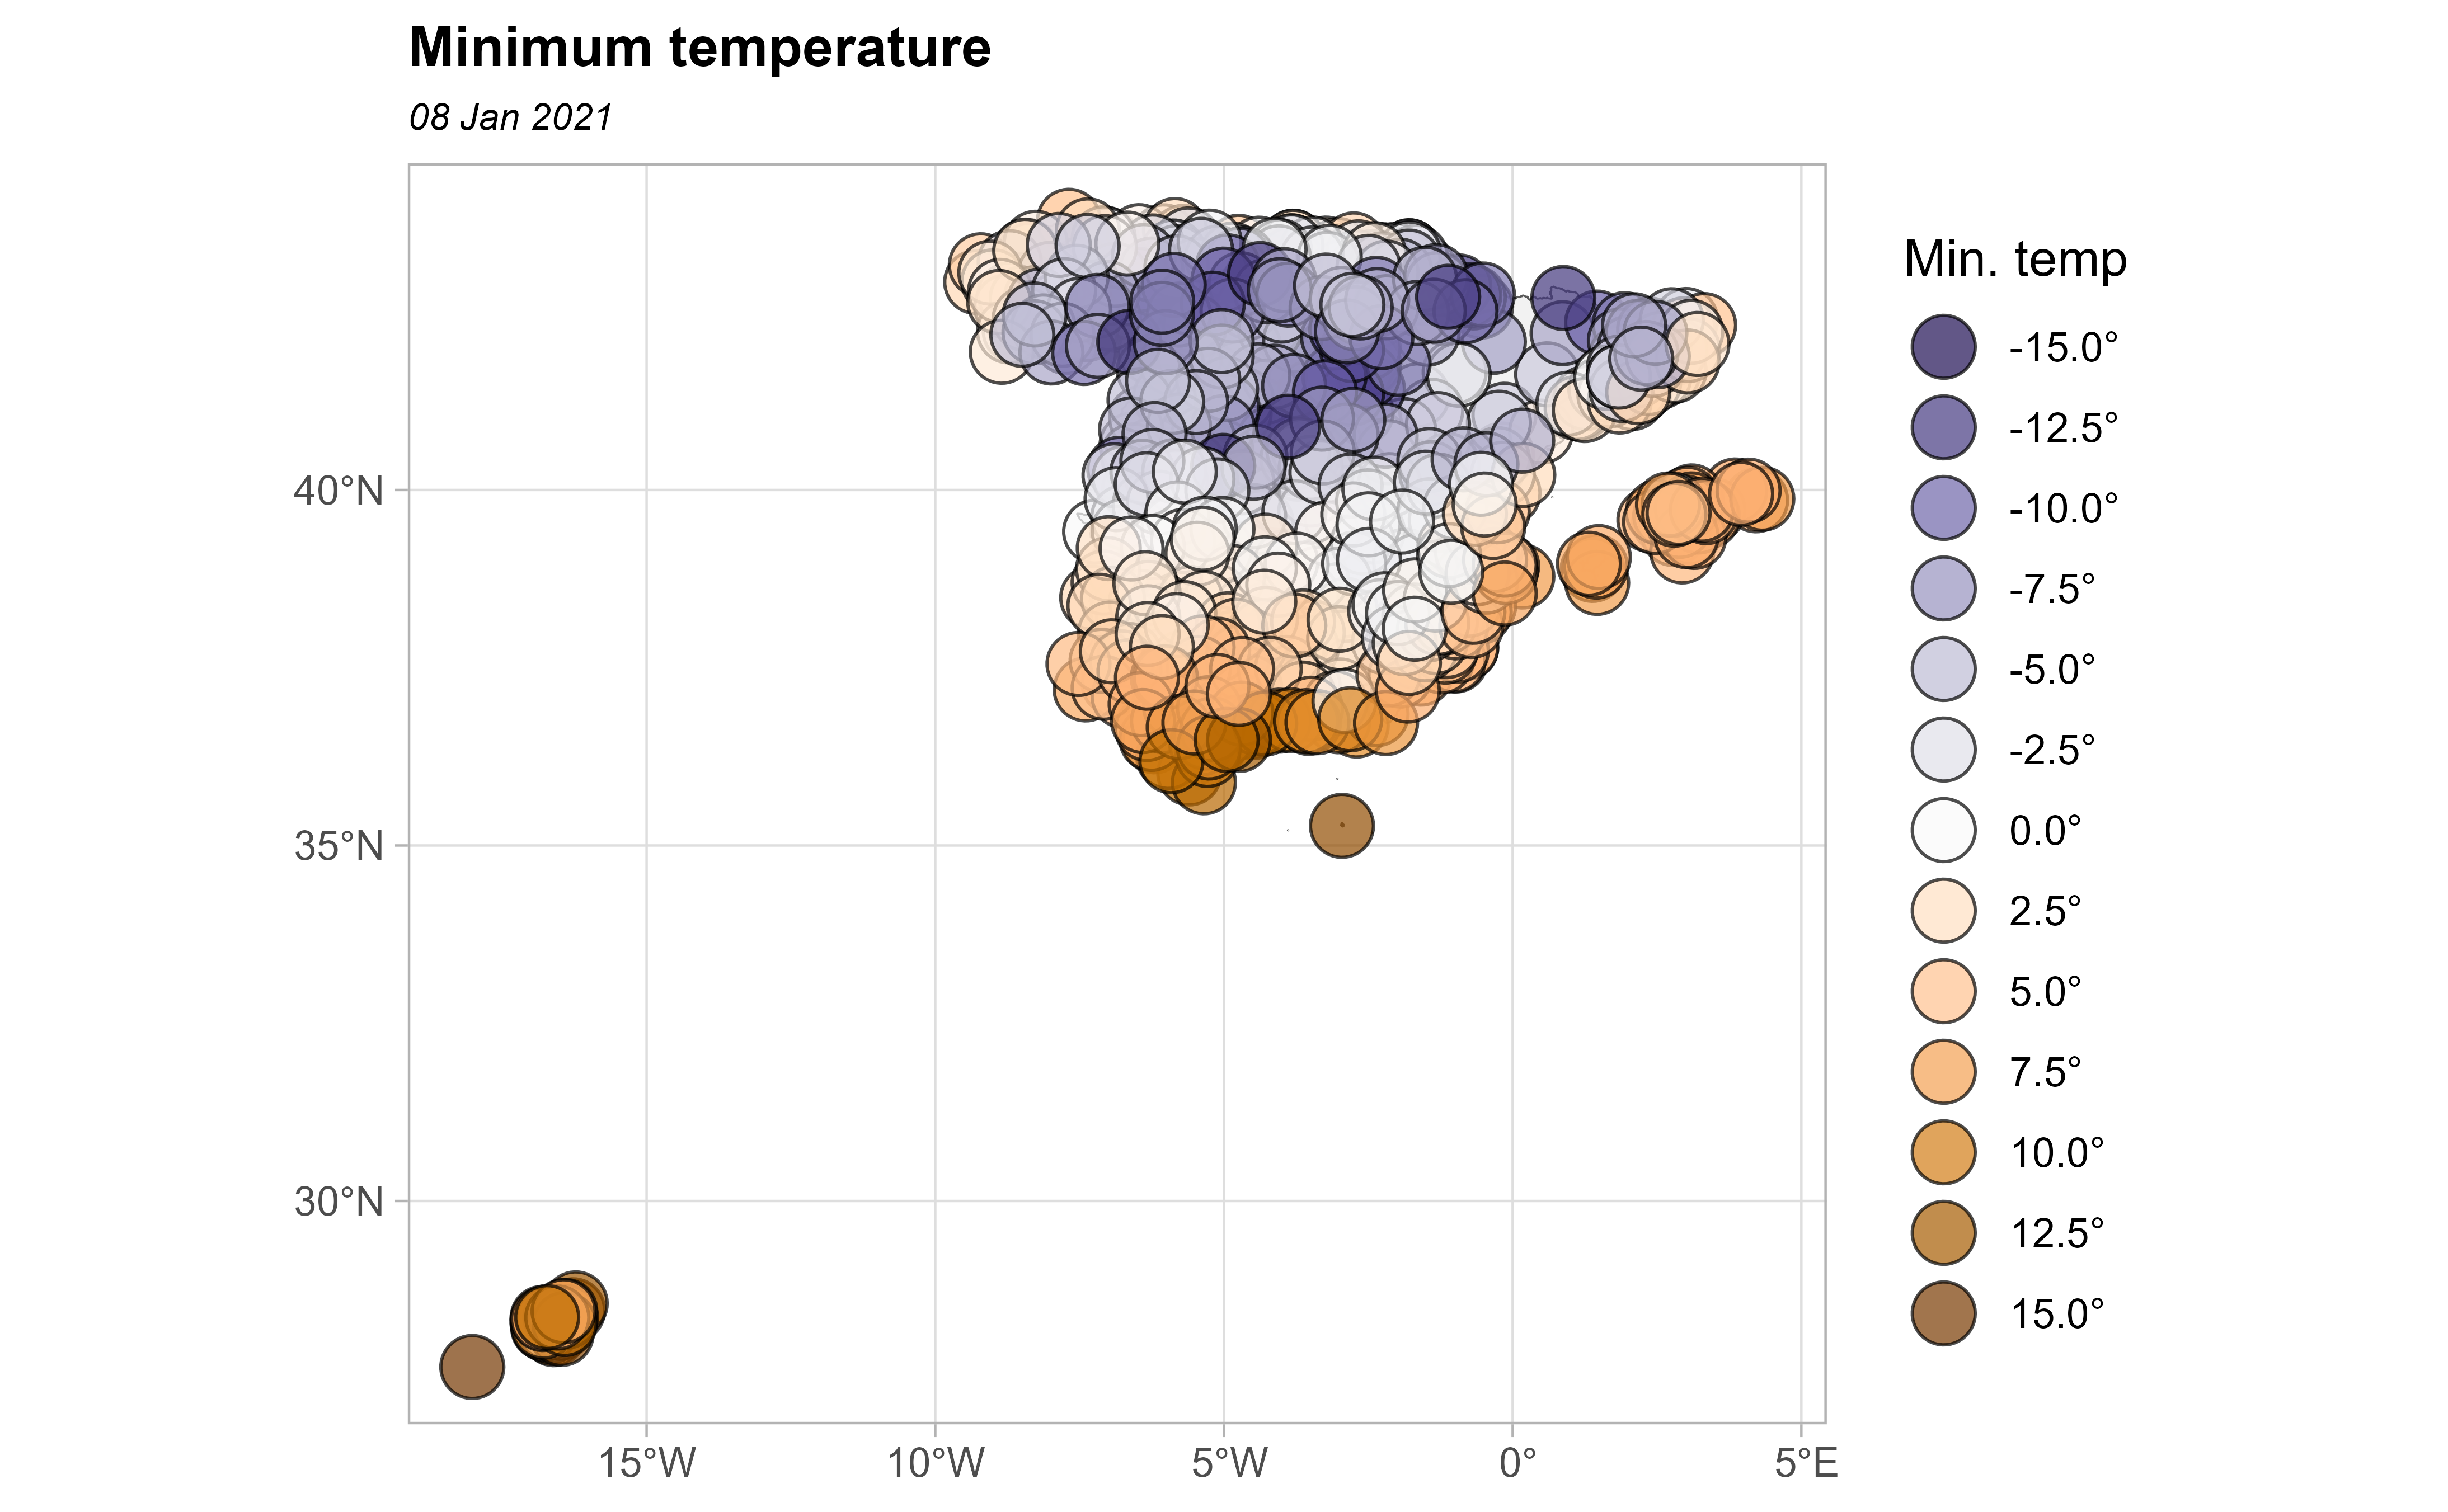 Minimum temperature
08 Jan 2021
40°N
35°N
30°N
15°W
10°W
5°W
0°
5°E
Min. temp
-15.0°
-12.5°
-10.0°
-7.5°
-5.0°
-2.5°
0.0°
2.5°
5.0°
7.5°
10.0°
12.5°
15.0°